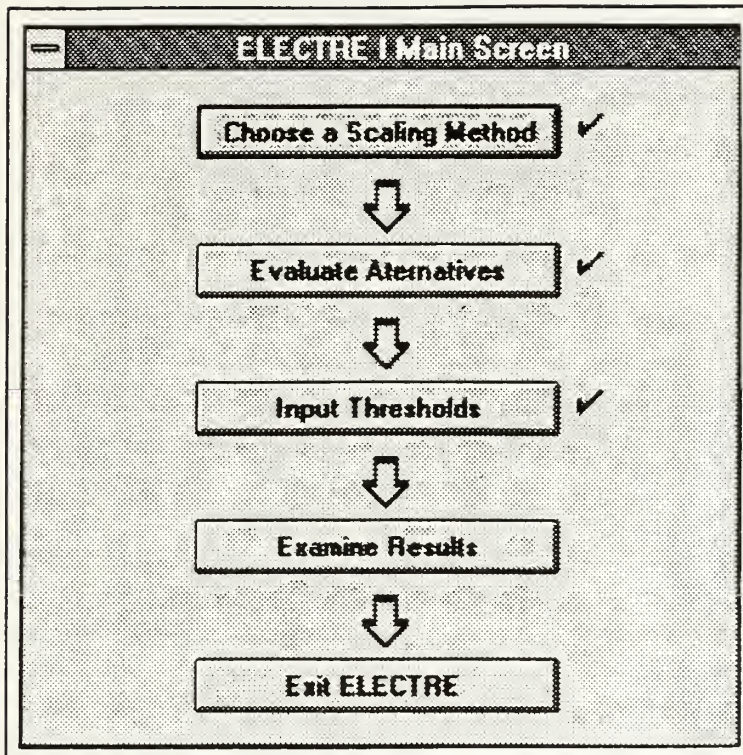 ELECTRE I Main Screen
Choose a Scaling Method
Evaluate Aternatives
Input Thresholds
Examine Results
Exit ELECTRE